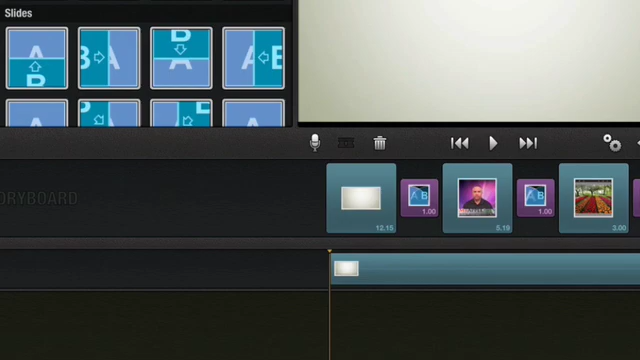 Slides
A
B
B A
B
A
A B
ORYBOARD
12.15
A B
1.00
5.19
A B
1.00
3.00